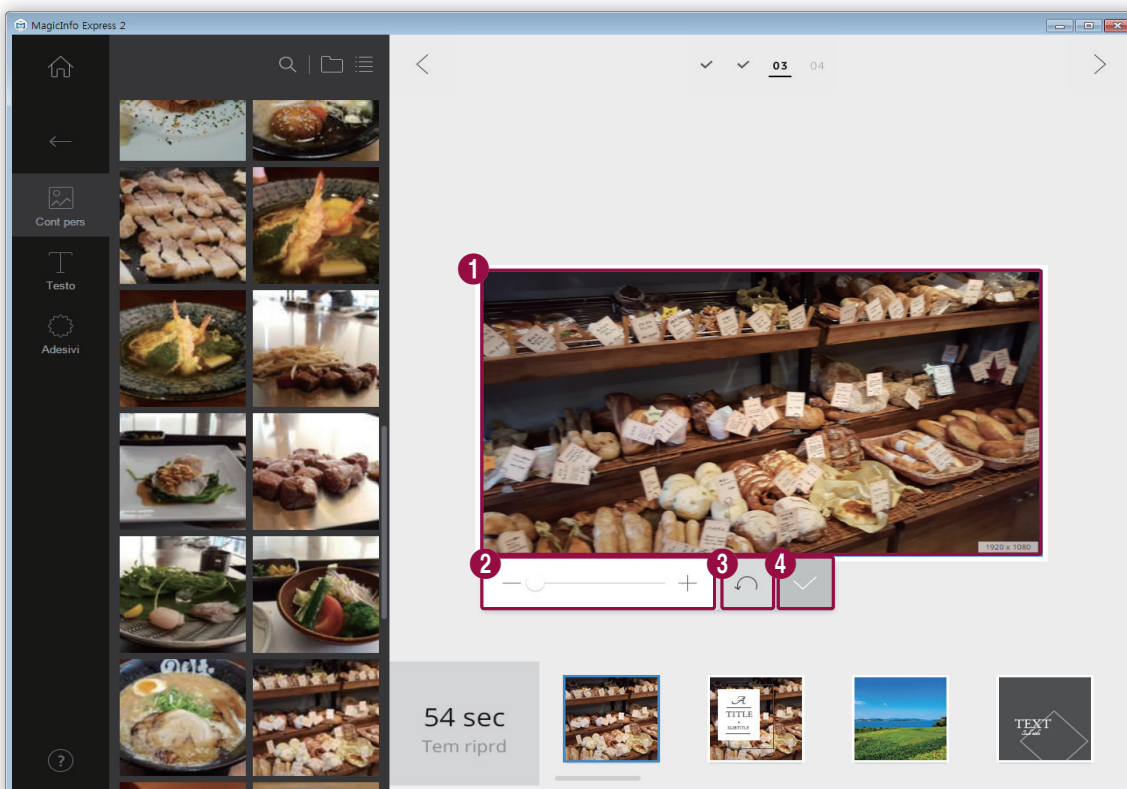 MagicInfo Express 2
03 04
Cont pers
Testo
Adesivi
1
1920 x 1080
2
3
4
54 sec
Tem riprd
A
TITLE
SUBTITLE
TEXT
?